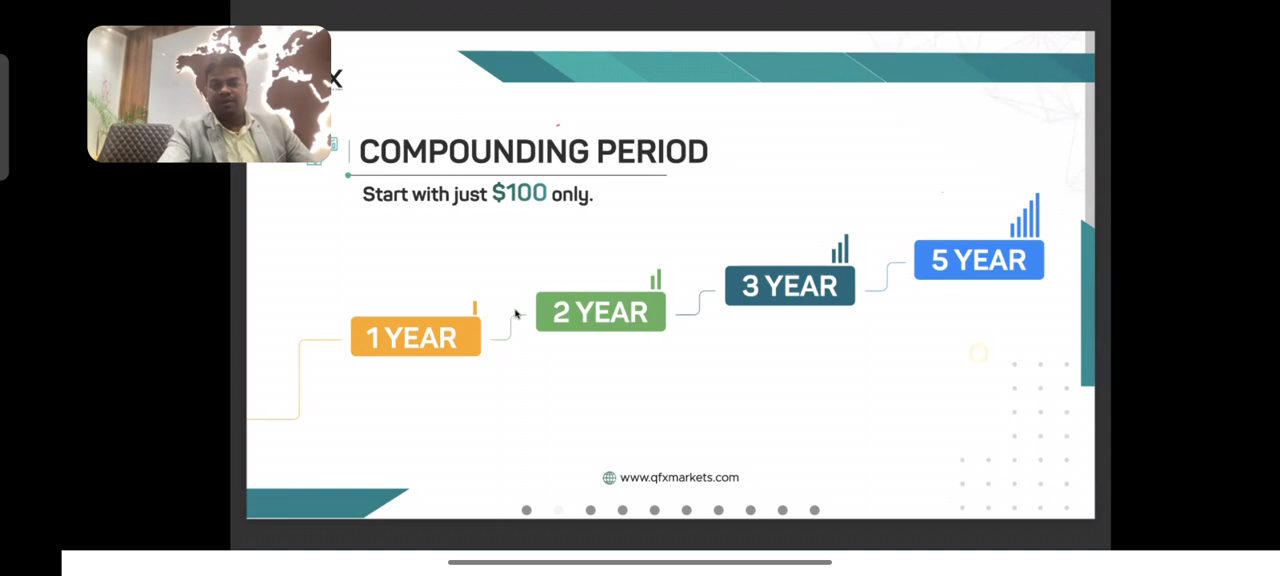 X
COMPOUNDING PERIOD
Start with just $100 only.
1 YEAR
2 YEAR
3 YEAR
5 YEAR
www.qfxmarkets.com